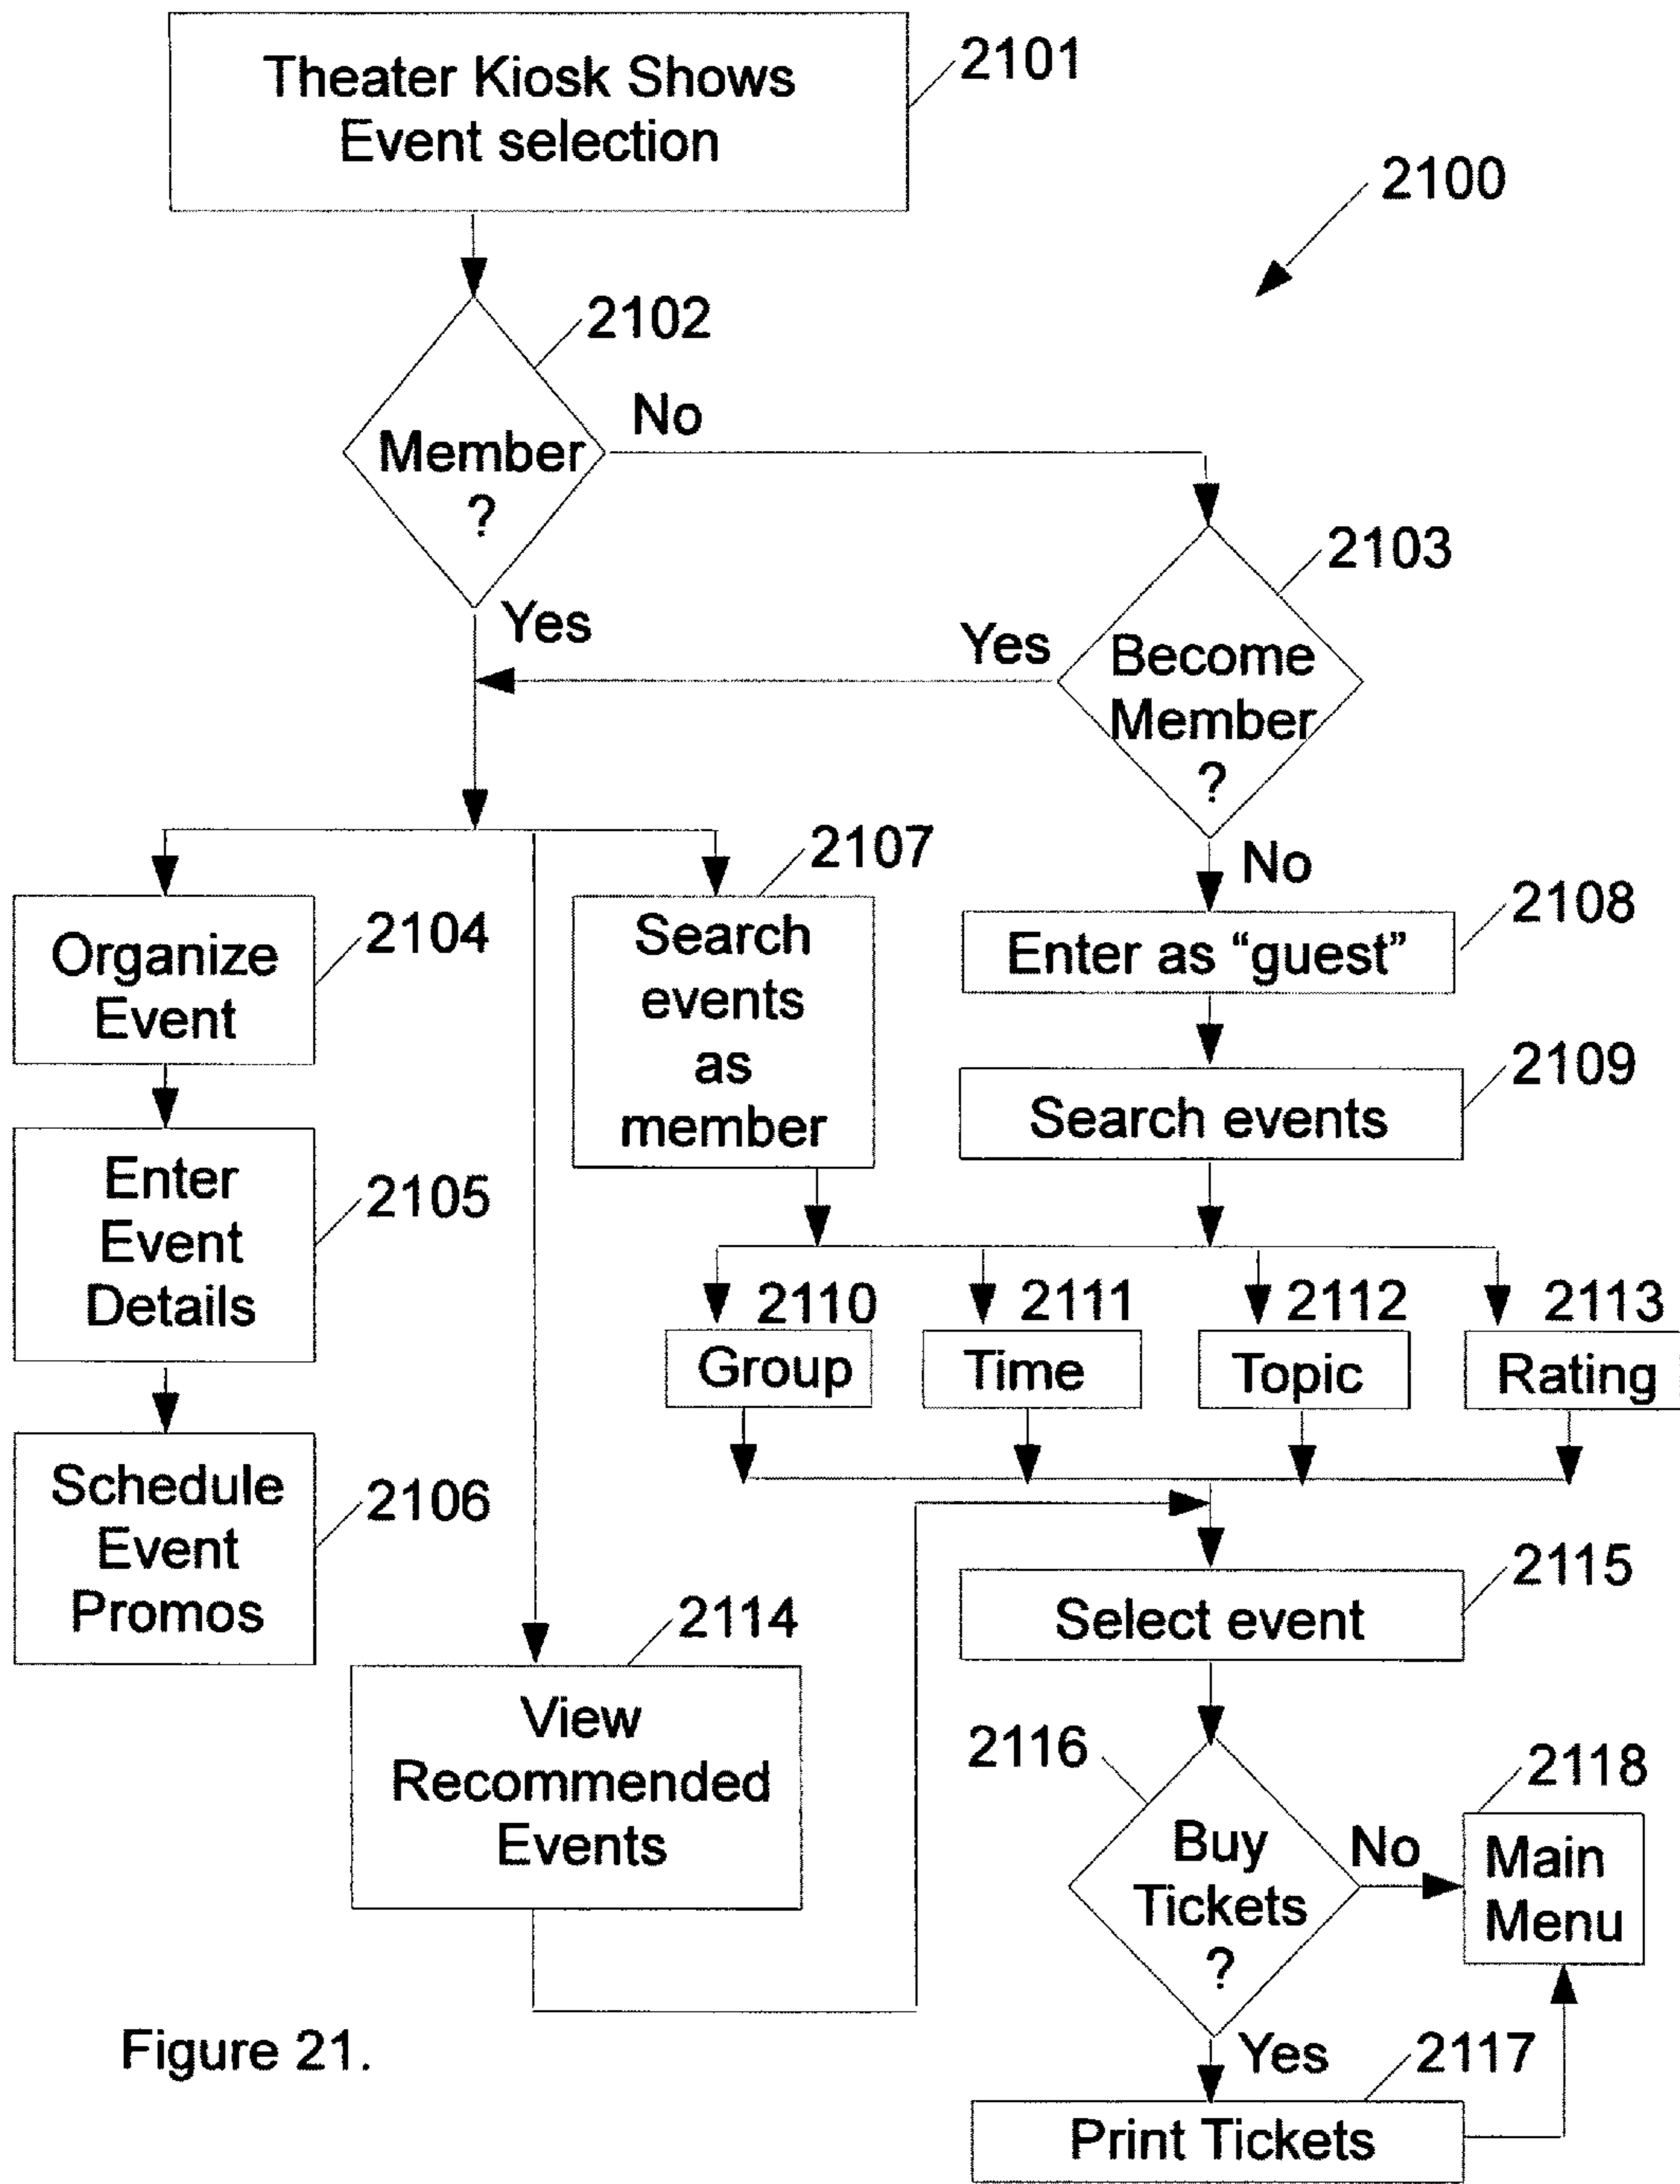 Theater Kiosk Shows
Event selection
2101
2100
2102
Member
?
No
Yes
2103
Become
Member
?
Yes
No
2104
Organize
Event
2107
Search
events
as
member
2108
Enter as “guest”
2109
Search events
2105
Enter
Event
Details
2110
Group
2111
Time
2112
Topic
2113
Rating
2106
Schedule
Event
Promos
2114
View
Recommended
Events
2115
Select event
2116
Buy
Tickets
?
No
2118
Main
Menu
Yes
2117
Print Tickets
Figure 21.